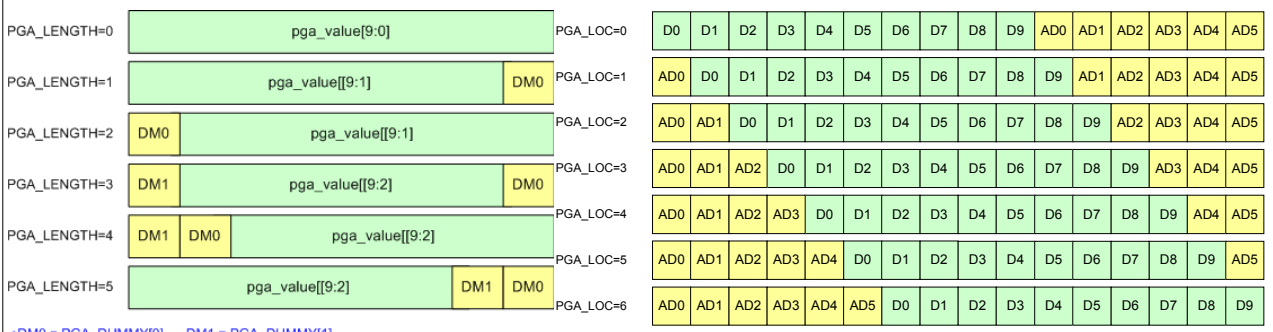 PGA_LENGTH=0 pga_value[9:0]
PGA_LENGTH=1 pga_value[[9:1] DM0
PGA_LENGTH=2 DM0 pga_value[[9:1]
PGA_LENGTH=3 DM1 pga_value[[9:2] DM0
PGA_LENGTH=4 DM1 DM0 pga_value[[9:2]
PGA_LENGTH=5 pga_value[[9:2] DM1 DM0
DM0 = PGA_DUMMY[0] DM1 = PGA_DUMMY[1]
PGA_LOC=0 D0 D1 D2 D3 D4 D5 D6 D7 D8 D9 AD0 AD1 AD2 AD3 AD4 AD5
PGA_LOC=1 AD0 D0 D1 D2 D3 D4 D5 D6 D7 D8 D9 AD1 AD2 AD3 AD4 AD5
PGA_LOC=2 AD0 AD1 D0 D1 D2 D3 D4 D5 D6 D7 D8 D9 AD2 AD3 AD4 AD5
PGA_LOC=3 AD0 AD1 AD2 D0 D1 D2 D3 D4 D5 D6 D7 D8 D9 AD3 AD4 AD5
PGA_LOC=4 AD0 AD1 AD2 AD3 D0 D1 D2 D3 D4 D5 D6 D7 D8 D9 AD4 AD5
PGA_LOC=5 AD0 AD1 AD2 AD3 AD4 D0 D1 D2 D3 D4 D5 D6 D7 D8 D9 AD5
PGA_LOC=6 AD0 AD1 AD2 AD3 AD4 AD5 D0 D1 D2 D3 D4 D5 D6 D7 D8 D9